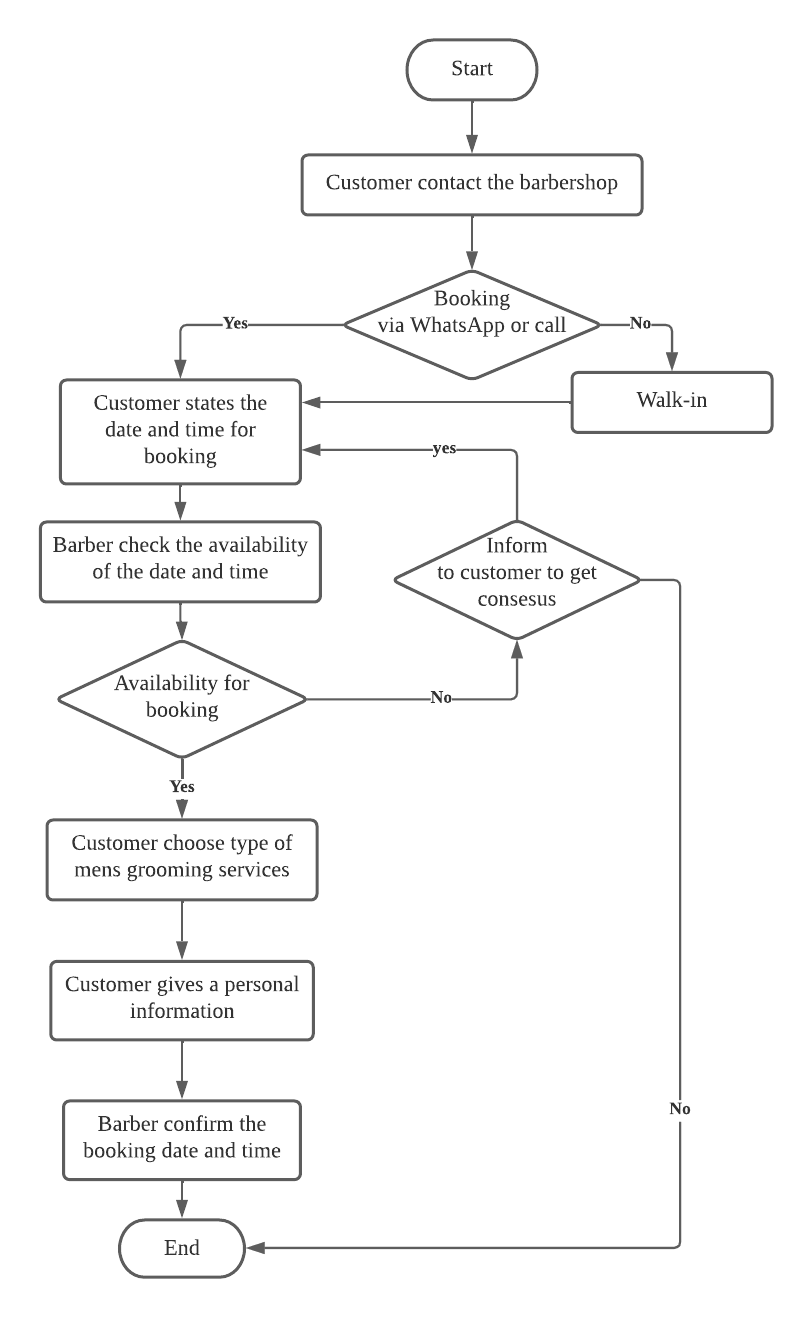 Start
Customer contact the barbershop
Booking
via WhatsApp or call
Yes
No
Customer states the
date and time for
booking
Walk-in
yes
Barber check the availability
of the date and time
Inform
to customer to get
consesus
Availability for
booking
No
Yes
Customer choose type of
mens grooming services
Customer gives a personal
information
No
Barber confirm the
booking date and time
End